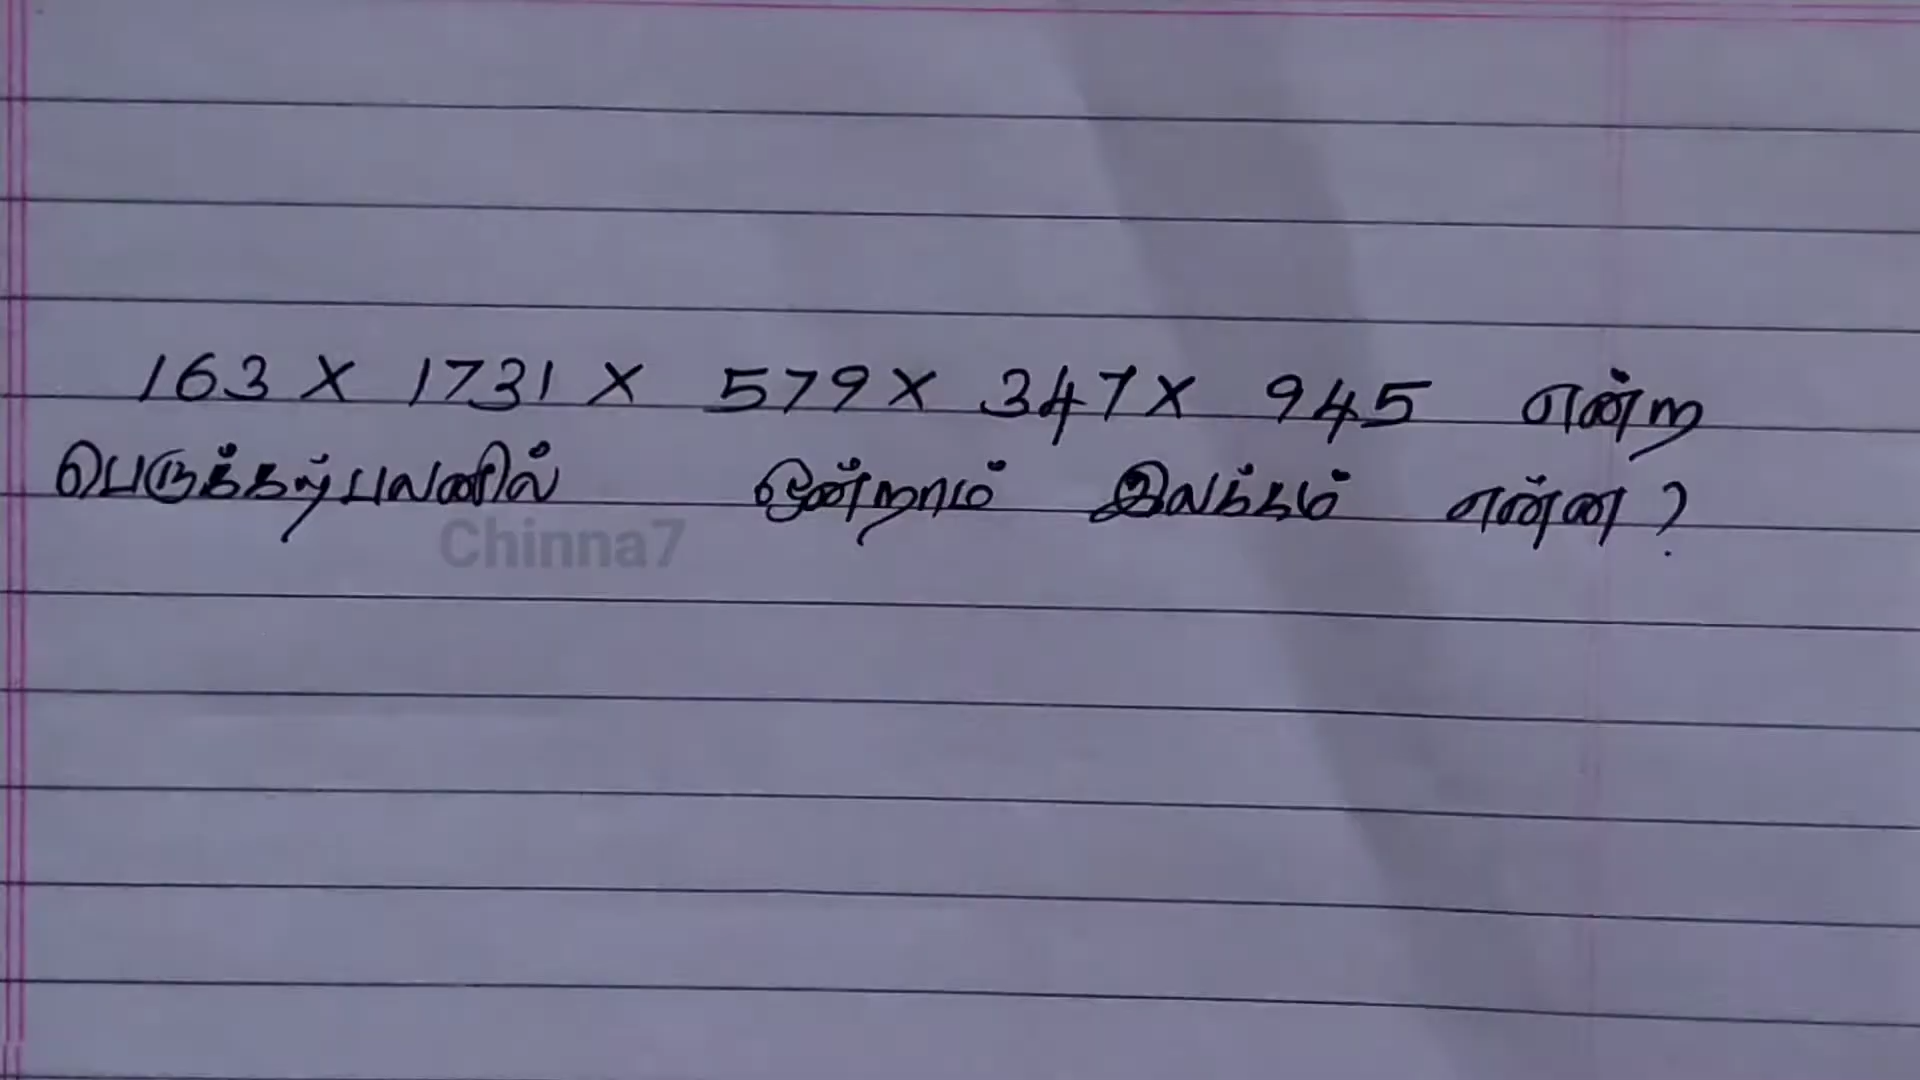 163 X 1731 X 579 X 347 X 945 என்ற
பெருக்கற்பலனில் ஒன்றாம் இலக்கம் என்ன ?
Chinna7